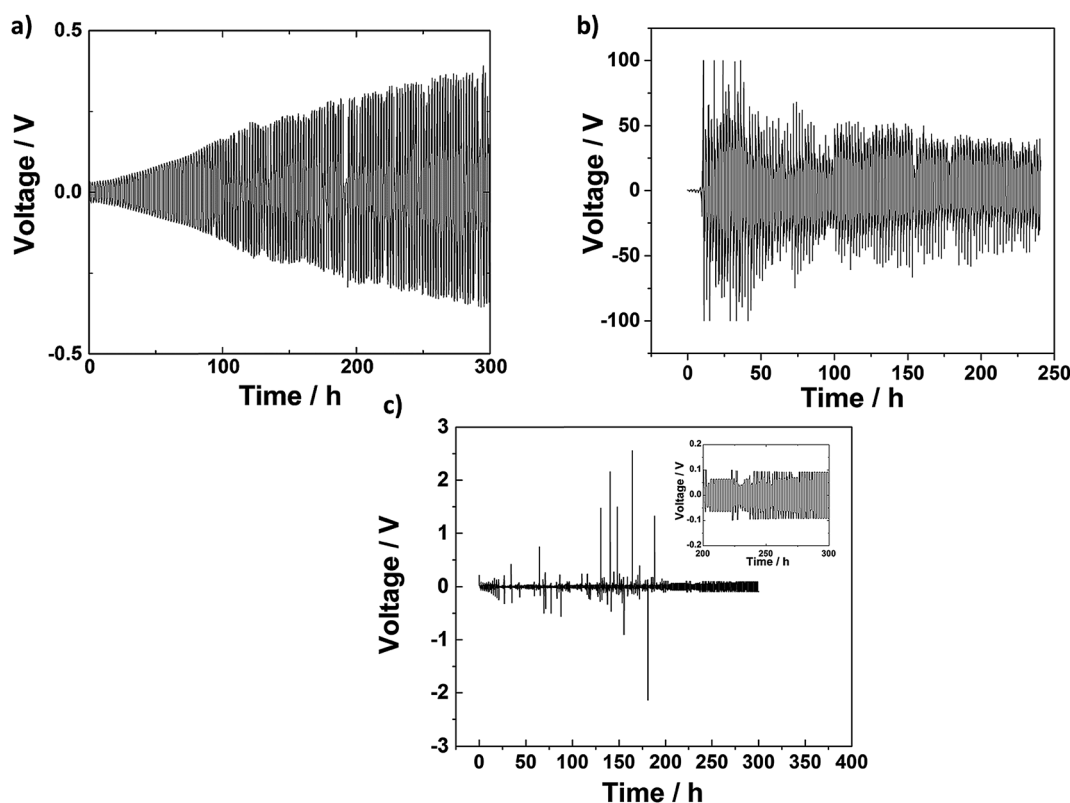 a)
0.5
0.0
-0.5
Voltage / V
0 100 200 300
Time / h
b)
100
50
0
-50
-100
Voltage / V
0 50 100 150 200 250
Time / h
c)
3
2
1
0
-1
-2
-3
Voltage / V
0 50 100 150 200 250 300 350 400
Time / h
0.2
0.1
0.0
-0.1
-0.2
Voltage / V
200 250 300
Time / h